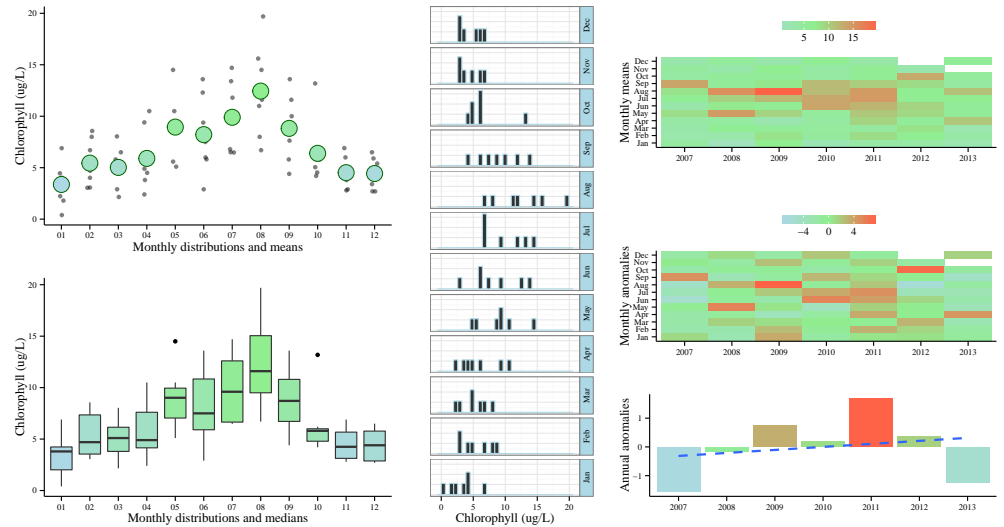 20
15
10
5
0
Chlorophyll (ug/L)
01 02 03 04 05 06 07 08 09 10 11 12
Monthly distributions and means
20
15
10
5
0
Chlorophyll (ug/L)
01 02 03 04 05 06 07 08 09 10 11 12
Monthly distributions and medians
Dec
Nov
Oct
Sep
Aug
Jul
Jun
May
Apr
Mar
Feb
Jan
0 5 10 15 20
Chlorophyll (ug/L)
5 10 15
Monthly means
Dec
Nov
Oct
Sep
Aug
Jul
Jun
May
Apr
Mar
Feb
Jan
2007 2008 2009 2010 2011 2012 2013
−4 0 4
Monthly anomalies
Dec
Nov
Oct
Sep
Aug
Jul
Jun
May
Apr
Mar
Feb
Jan
2007 2008 2009 2010 2011 2012 2013
Annual anomalies
1
0
−1
2007 2008 2009 2010 2011 2012 2013